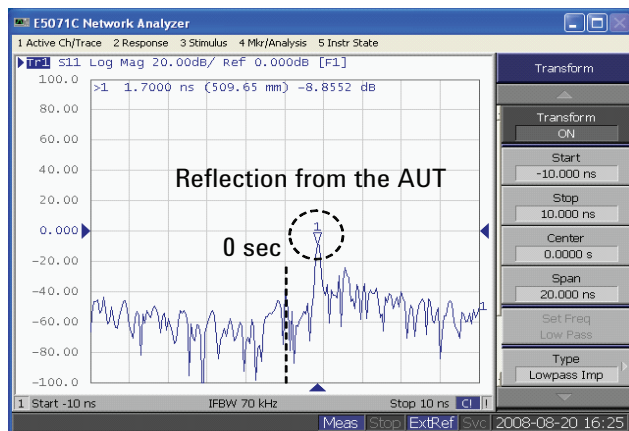 E5071C Network Analyzer
1 Active Ch/Trace 2 Response 3 Stimulus 4 Mkr/Analysis 5 Instr State
Tr1 S11 Log Mag 20.00dB/ Ref 0.000dB [F1]
>1 1.7000 ns (509.65 mm) -8.8552 dB
100.0
80.00
60.00
40.00
20.00
0.000
-20.00
-40.00
-60.00
-80.00
-100.0
Reflection from the AUT
1
0 sec
1
Transform
Transform
ON
Start
-10.000 ns
Stop
10.000 ns
Center
0.0000 s
Span
20.000 ns
Set Freq
Low Pass
Type
Lowpass Imp
1 Start -10 ns IFBW 70 kHz Stop 10 ns C! !
Meas Stop ExtRef Svc 2008-08-20 16:25